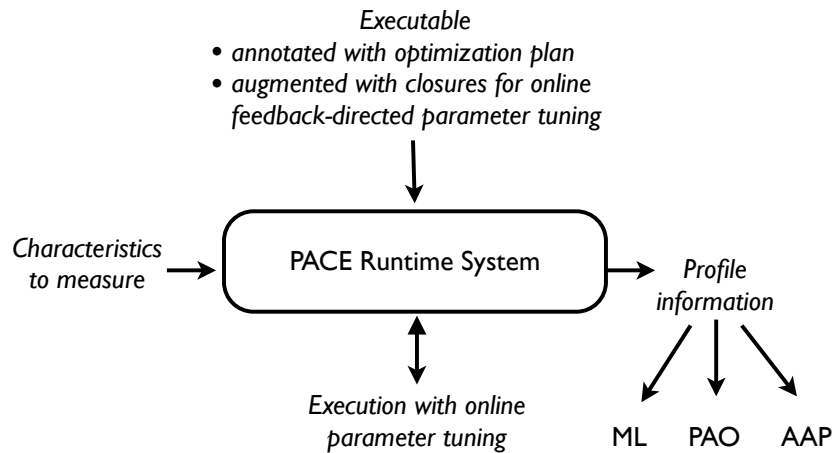 Executable
• annotated with optimization plan
• augmented with closures for online
feedback-directed parameter tuning
Characteristics
to measure
PACE Runtime System
Profile
information
Execution with online
parameter tuning
ML PAO AAP